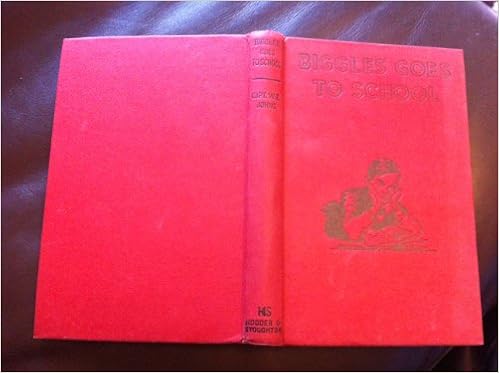 BIGGLES
GOES
TO SCHOOL
CAPT. W.E.
JOHNS
HS
HODDER &
STOUGHTON
BIGGLES GOES
TO SCHOOL